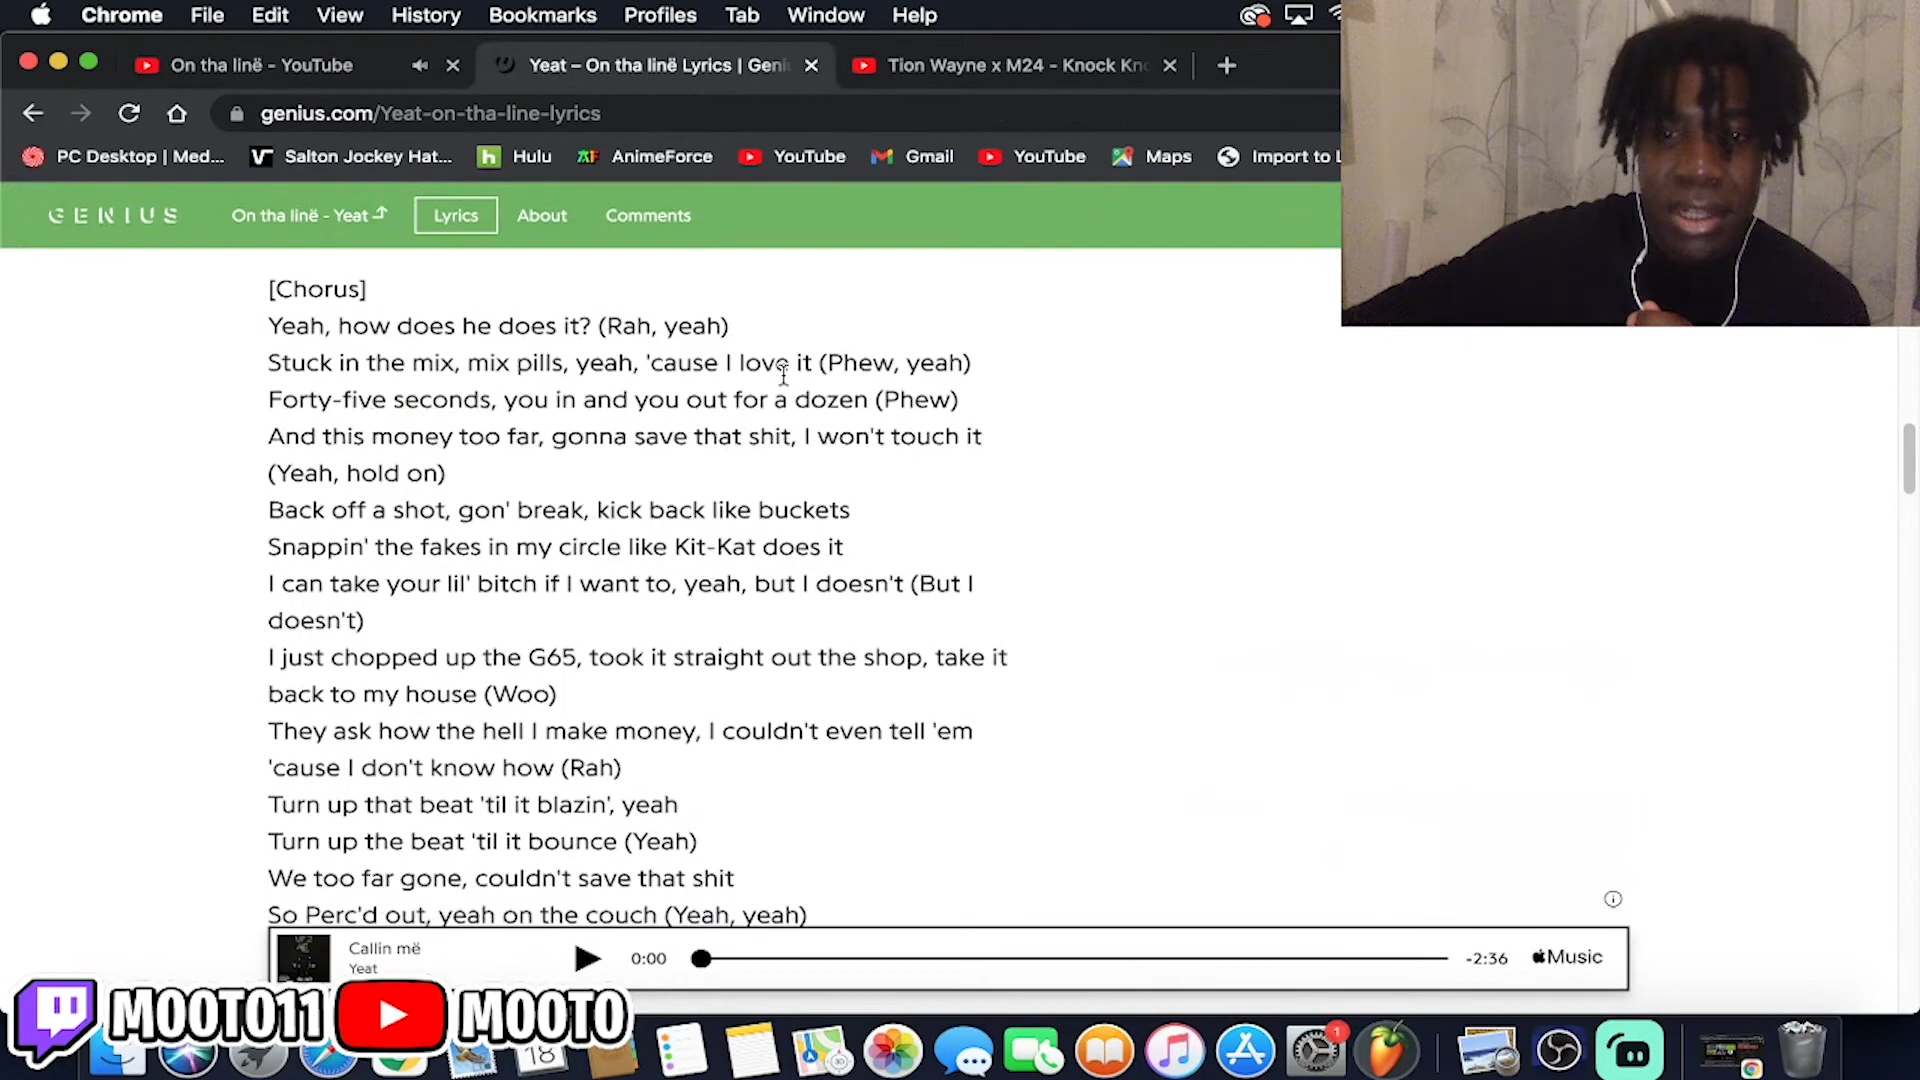 Chrome File Edit View History Bookmarks Profiles Tab Window Help
On tha linë - YouTube
Yeat – On tha linë Lyrics | Geni
Tion Wayne x M24 - Knock Kn
genius.com/Yeat-on-tha-line-lyrics
PC Desktop | Med... Salton Jockey Hat... Hulu AnimeForce YouTube Gmail YouTube Maps Import to L
GENIUS On tha linë - Yeat Lyrics About Comments
[Chorus]
Yeah, how does he does it? (Rah, yeah)
Stuck in the mix, mix pills, yeah, 'cause I love it (Phew, yeah)
Forty-five seconds, you in and you out for a dozen (Phew)
And this money too far, gonna save that shit, I won't touch it
(Yeah, hold on)
Back off a shot, gon' break, kick back like buckets
Snappin' the fakes in my circle like Kit-Kat does it
I can take your lil' bitch if I want to, yeah, but I doesn't (But I
doesn't)
I just chopped up the G65, took it straight out the shop, take it
back to my house (Woo)
They ask how the hell I make money, I couldn't even tell 'em
'cause I don't know how (Rah)
Turn up that beat 'til it blazin', yeah
Turn up the beat 'til it bounce (Yeah)
We too far gone, couldn't save that shit
So Perc'd out, yeah on the couch (Yeah, yeah)
Callin më
Yeat
0:00 -2:36 Music
M00T011 M00T0
18
1